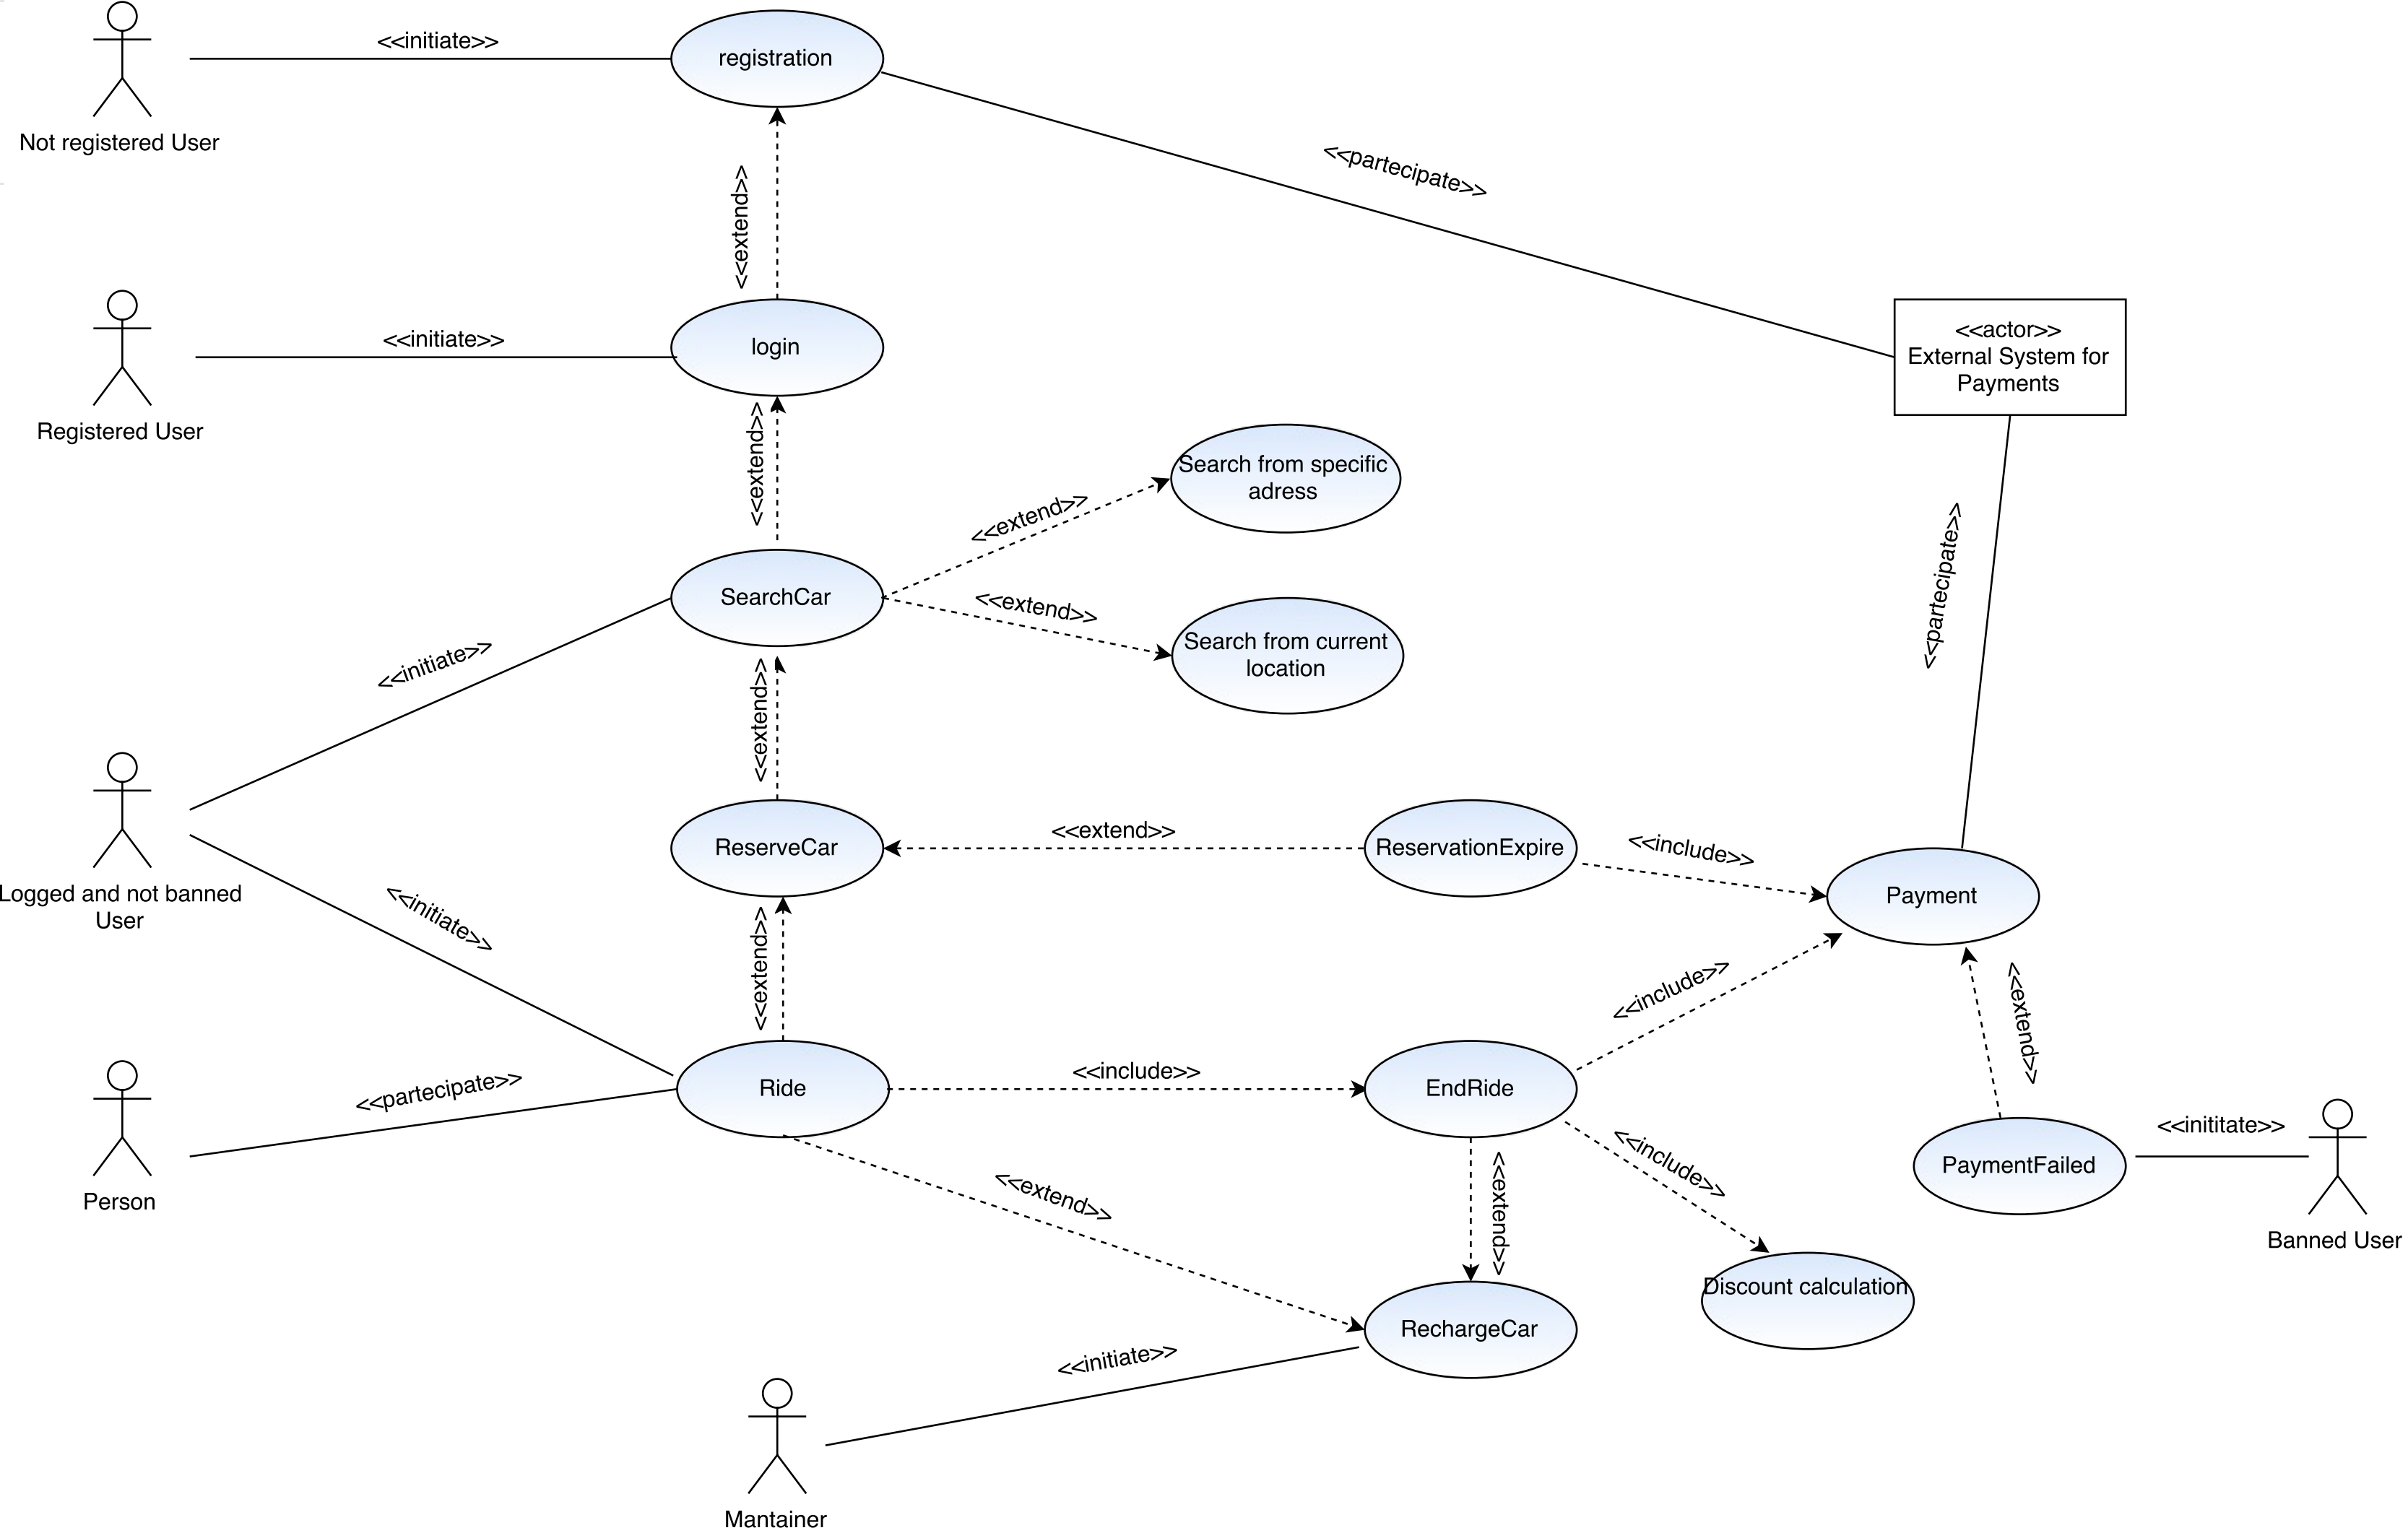 <<initiate>>
registration
Not registered User
<<partecipate>>
<<extend>>
<<actor>>
External System for
Payments
<<initiate>>
login
Registered User
<<extend>>
Search from specific
adress
<<extend>>
SearchCar
<<extend>>
Search from current
location
<<partecipate>>
<<initiate>>
<<extend>>
Logged and not banned
User
ReserveCar
<<extend>>
ReservationExpire
<<include>>
Payment
<<initiate>>
<<extend>>
<<include>>
<<extend>>
<<partecipate>>
Ride
<<include>>
EndRide
Person
<<extend>>
<<extend>>
<<include>>
PaymentFailed
<<inititate>>
Banned User
Discount calculation
RechargeCar
<<initiate>>
Mantainer